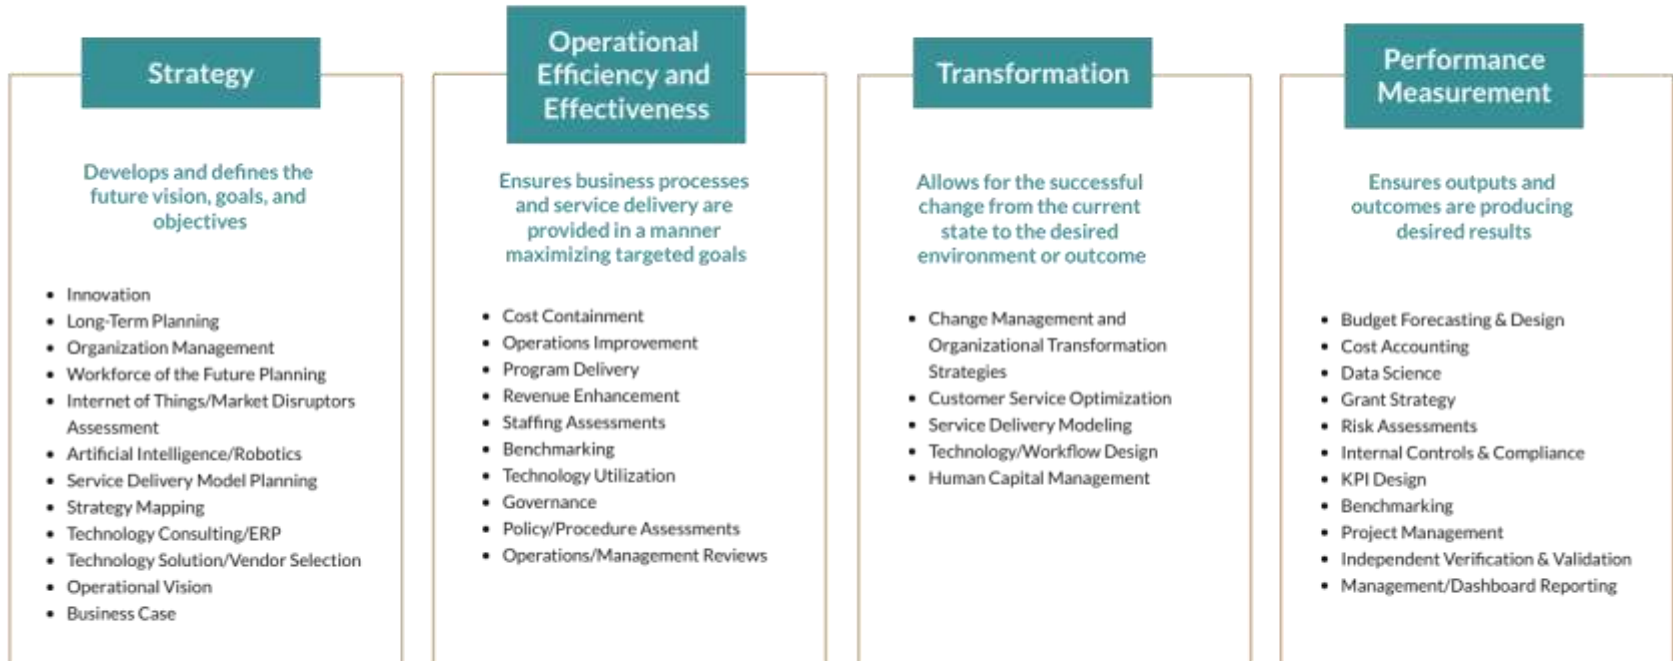 Strategy
Develops and defines the
future vision, goals, and
objectives
• Innovation
• Long-Term Planning
• Organization Management
• Workforce of the Future Planning
• Internet of Things/Market Disruptors
Assessment
• Artificial Intelligence/Robotics
• Service Delivery Model Planning
• Strategy Mapping
• Technology Consulting/ERP
• Technology Solution/Vendor Selection
• Operational Vision
• Business Case
Operational
Efficiency and
Effectiveness
Ensures business processes
and service delivery are
provided in a manner
maximizing targeted goals
• Cost Containment
• Operations Improvement
• Program Delivery
• Revenue Enhancement
• Staffing Assessments
• Benchmarking
• Technology Utilization
• Governance
• Policy/Procedure Assessments
• Operations/Management Reviews
Transformation
Allows for the successful
change from the current
state to the desired
environment or outcome
• Change Management and
Organizational Transformation
Strategies
• Customer Service Optimization
• Service Delivery Modeling
• Technology/Workflow Design
• Human Capital Management
Performance
Measurement
Ensures outputs and
outcomes are producing
desired results
• Budget Forecasting & Design
• Cost Accounting
• Data Science
• Grant Strategy
• Risk Assessments
• Internal Controls & Compliance
• KPI Design
• Benchmarking
• Project Management
• Independent Verification & Validation
• Management/Dashboard Reporting